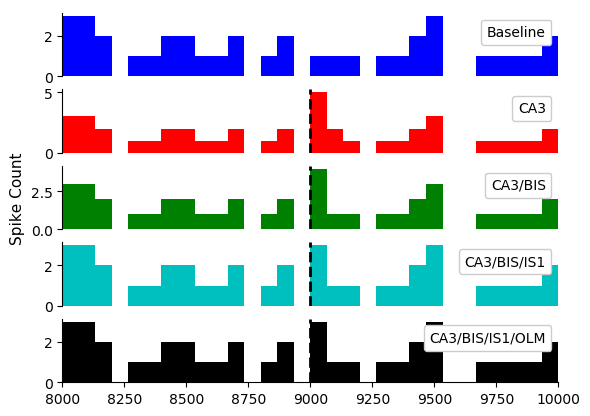 2
0
Baseline
5
0
CA3
2.5
0.0
CA3/BIS
2
0
CA3/BIS/IS1
2
0
CA3/BIS/IS1/OLM
Spike Count
8000 8250 8500 8750 9000 9250 9500 9750 10000